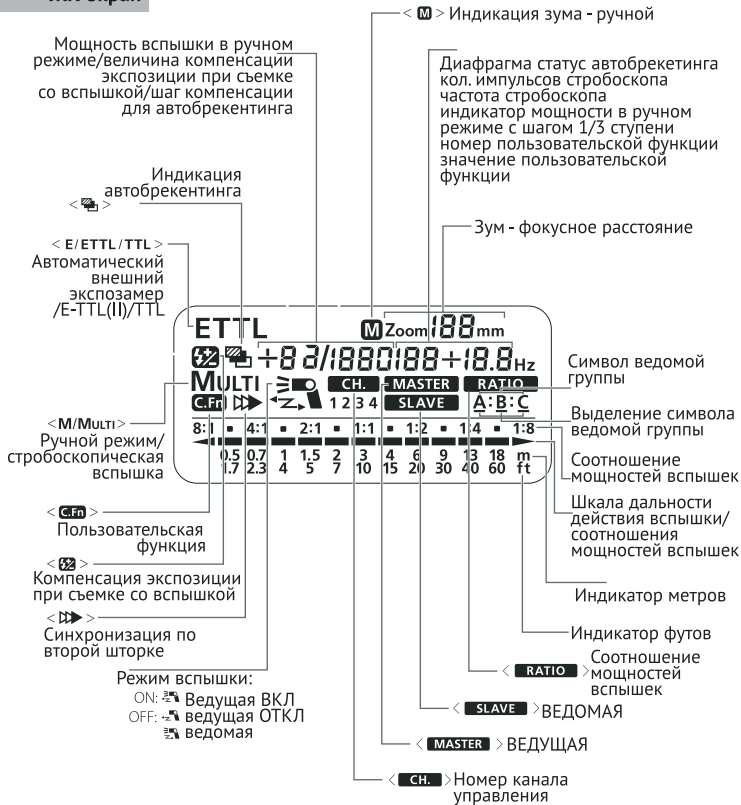 < M > Индикация зума - ручной
Мощность вспышки в ручном
режиме/величина компенсации
экспозиции при съемке
со вспышкой/шаг компенсации
для автобрекентинга
Диафрагма статус автобрекетинга
кол. импульсов стробоскопа
частота стробоскопа
индикатор мощности в ручном
режиме с шагом 1/3 ступени
номер пользовательской функции
значение пользовательской
функции
Индикация
автобрекентинга
Зум - фокусное расстояние
< E/ETTL/TTL >
Автоматический
внешний
экспозамер
/E-TTL(II)/TTL
ETTL M Zoom 188 mm
+8 8/1880 188 +18.8 Hz
MULTI CH. MASTER RATIO
C.Fn 1 2 3 4 SLAVE A:B:C
8:1 4:1 2:1 1:1 1:2 1:4 1:8
0.5 0.7 1 1.5 2 3 4 6 9 13 18 m
1.7 2.3 4 5 7 10 15 20 30 40 60 ft
Символ ведомой
группы
Выделение символа
ведомой группы
Соотношение
мощностей вспышек
Шкала дальности
действия вспышки/
соотношения
мощностей вспышек
Индикатор метров
Индикатор футов
< M/MULTI >
Ручной режим/
стробоскопическая
вспышка
< C.Fn >
Пользовательская
функция
Компенсация экспозиции
при съемке со вспышкой
Синхронизация по
второй шторке
Режим вспышки:
ON: Ведущая ВКЛ
OFF: ведущая ОТКЛ
ведомая
< RATIO > Соотношение
мощностей
вспышек
< SLAVE > ВЕДОМАЯ
< MASTER > ВЕДУЩАЯ
< CH. > Номер канала
управления